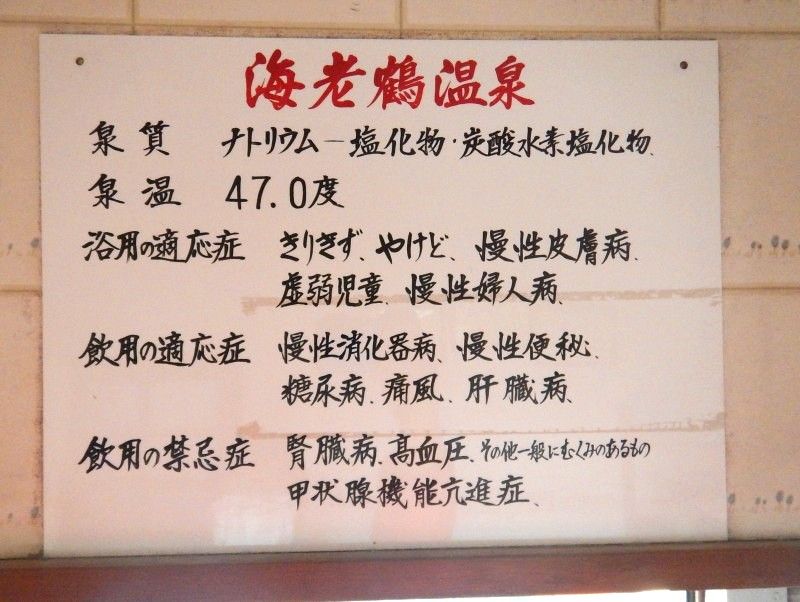 海老鶴温泉
泉質 ナトリウム－塩化物・炭酸水素塩化物、
泉温 47.0度
浴用の適応症 きりきず、やけど、慢性皮膚病、
虚弱児童、慢性婦人病、
飲用の適応症 慢性消化器病、慢性便秘、
糖尿病、痛風、肝臓病、
飲用の禁忌症 腎臓病、高血圧、その他一般にむくみのあるもの
甲状腺機能亢進症、